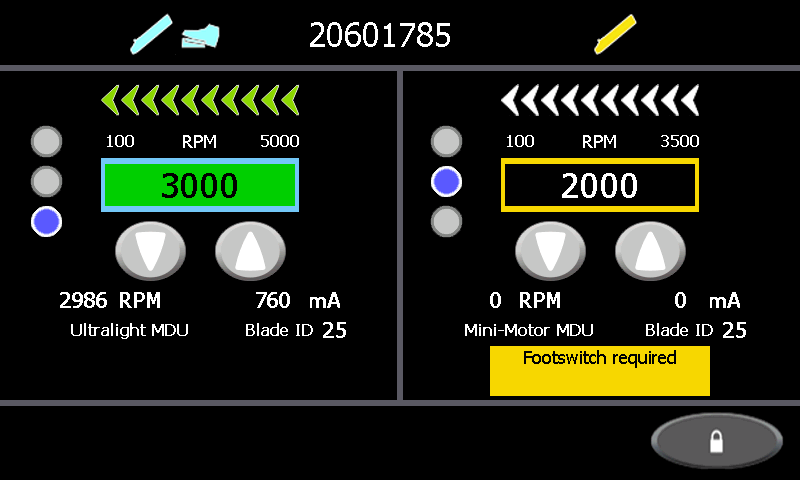 20601785
100 RPM 5000
3000
2986 RPM 760 mA
Ultralight MDU Blade ID 25
100 RPM 3500
2000
0 RPM 0 mA
Mini-Motor MDU Blade ID 25
Footswitch required